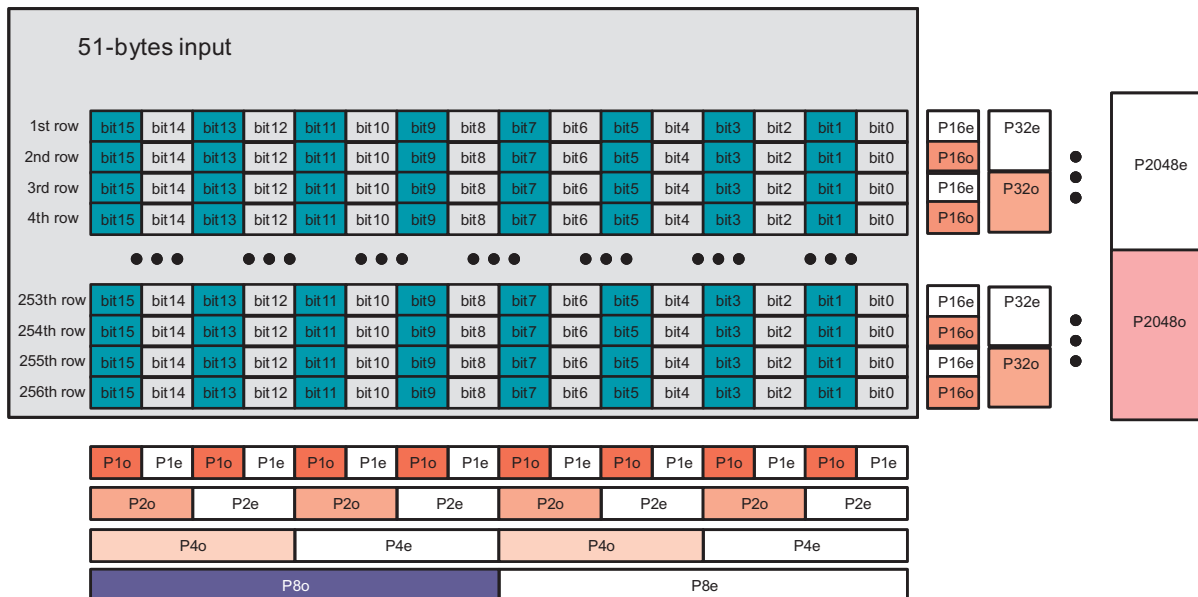 51-bytes input
1st row bit15 bit14 bit13 bit12 bit11 bit10 bit9 bit8 bit7 bit6 bit5 bit4 bit3 bit2 bit1 bit0 P16e P32e
2nd row bit15 bit14 bit13 bit12 bit11 bit10 bit9 bit8 bit7 bit6 bit5 bit4 bit3 bit2 bit1 bit0 P16o P2048e
3rd row bit15 bit14 bit13 bit12 bit11 bit10 bit9 bit8 bit7 bit6 bit5 bit4 bit3 bit2 bit1 bit0 P16e P32o
4th row bit15 bit14 bit13 bit12 bit11 bit10 bit9 bit8 bit7 bit6 bit5 bit4 bit3 bit2 bit1 bit0 P16o
253th row bit15 bit14 bit13 bit12 bit11 bit10 bit9 bit8 bit7 bit6 bit5 bit4 bit3 bit2 bit1 bit0 P16e P32e
254th row bit15 bit14 bit13 bit12 bit11 bit10 bit9 bit8 bit7 bit6 bit5 bit4 bit3 bit2 bit1 bit0 P16o P2048o
255th row bit15 bit14 bit13 bit12 bit11 bit10 bit9 bit8 bit7 bit6 bit5 bit4 bit3 bit2 bit1 bit0 P16e P32o
256th row bit15 bit14 bit13 bit12 bit11 bit10 bit9 bit8 bit7 bit6 bit5 bit4 bit3 bit2 bit1 bit0 P16o
P1o P1e P1o P1e P1o P1e P1o P1e P1o P1e P1o P1e P1o P1e P1o P1e
P2o P2e P2o P2e P2o P2e P2o P2e
P4o P4e P4o P4e
P8o P8e